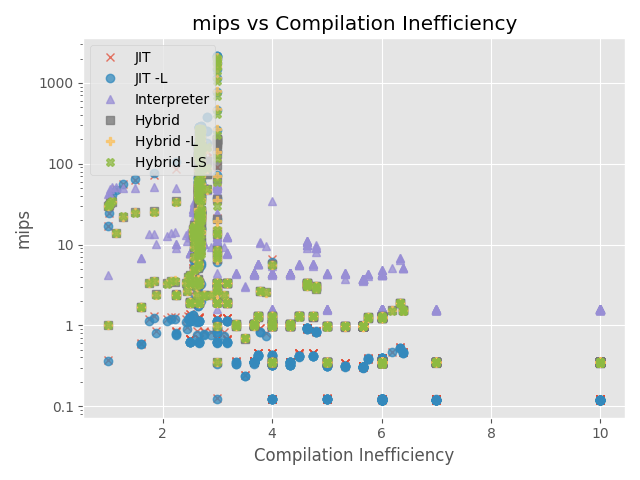 mips vs Compilation Inefficiency
JIT
JIT -L
Interpreter
Hybrid
Hybrid -L
Hybrid -LS
1000
100
10
1
0.1
mips
2
4
6
8
10
Compilation Inefficiency